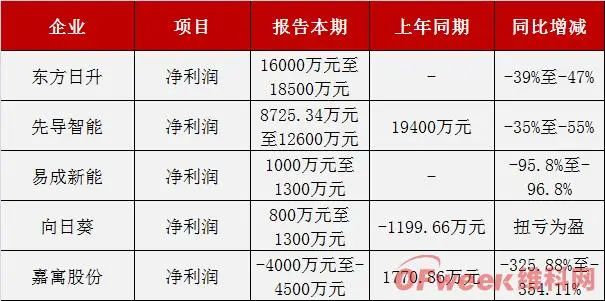 企业 项目 报告本期 上年同期 同比增减
东方日升 净利润 16000万元至 - -39%至-47%
18500万元
先导智能 净利润 8725.34万元 19400万元 -35%至-55%
至12600万元
易成新能 净利润 1000万元至 - -95.8%至-
1300万元 96.8%
向日葵 净利润 800万元至 -1199.66万元 扭亏为盈
1300万元
嘉寓股份 净利润 -4000万元至- 1770.86万元 -325.88%至-
4500万元 354.11%
OFweek维科网